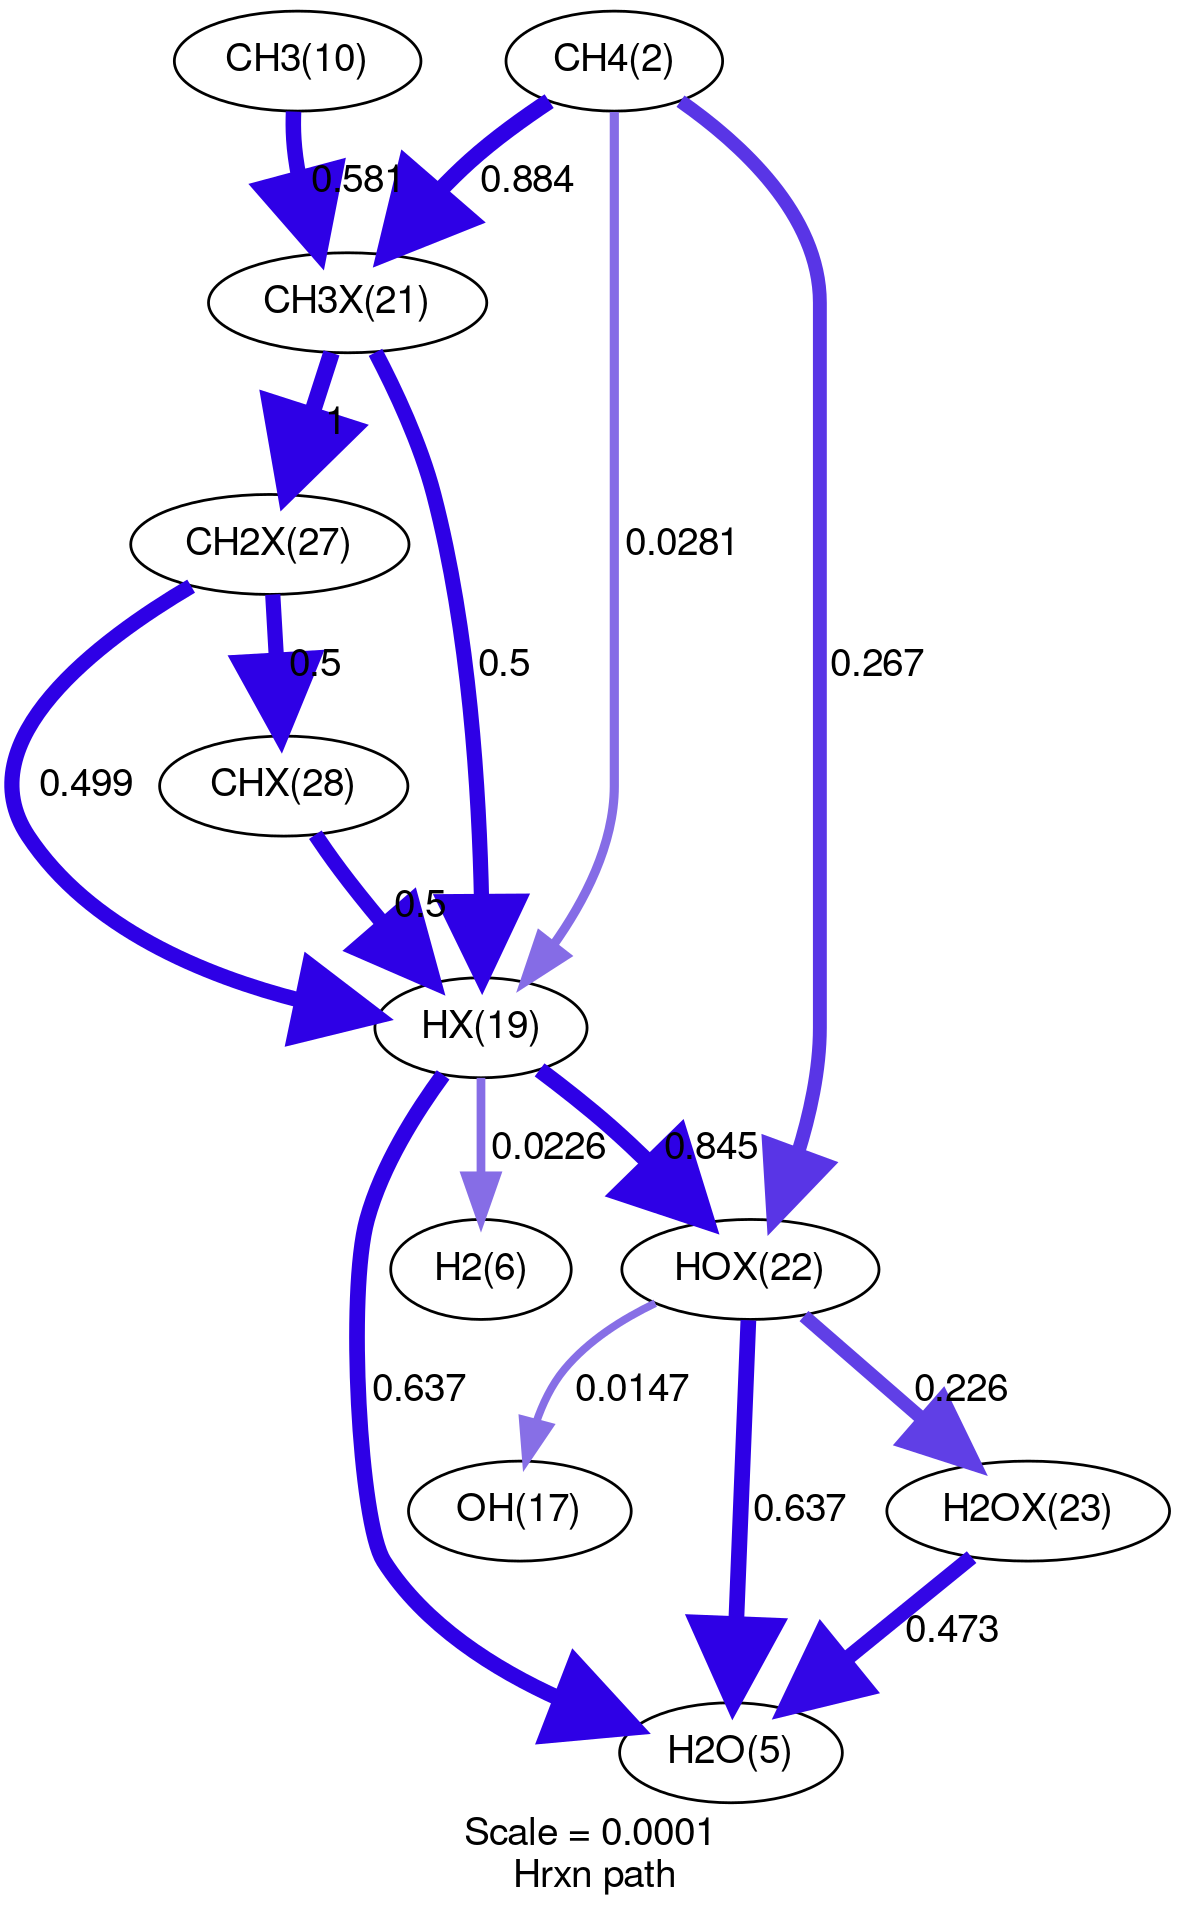 CH3(10)
CH4(2)
0.581
0.884
CH3X(21)
1
CH2X(27)
0.0281
0.5
0.5
0.267
0.499
CHX(28)
0.5
HX(19)
0.0226
0.845
H2(6)
HOX(22)
0.637
0.0147
0.226
OH(17)
0.637
H2OX(23)
0.473
H2O(5)
Scale = 0.0001
Hrxn path